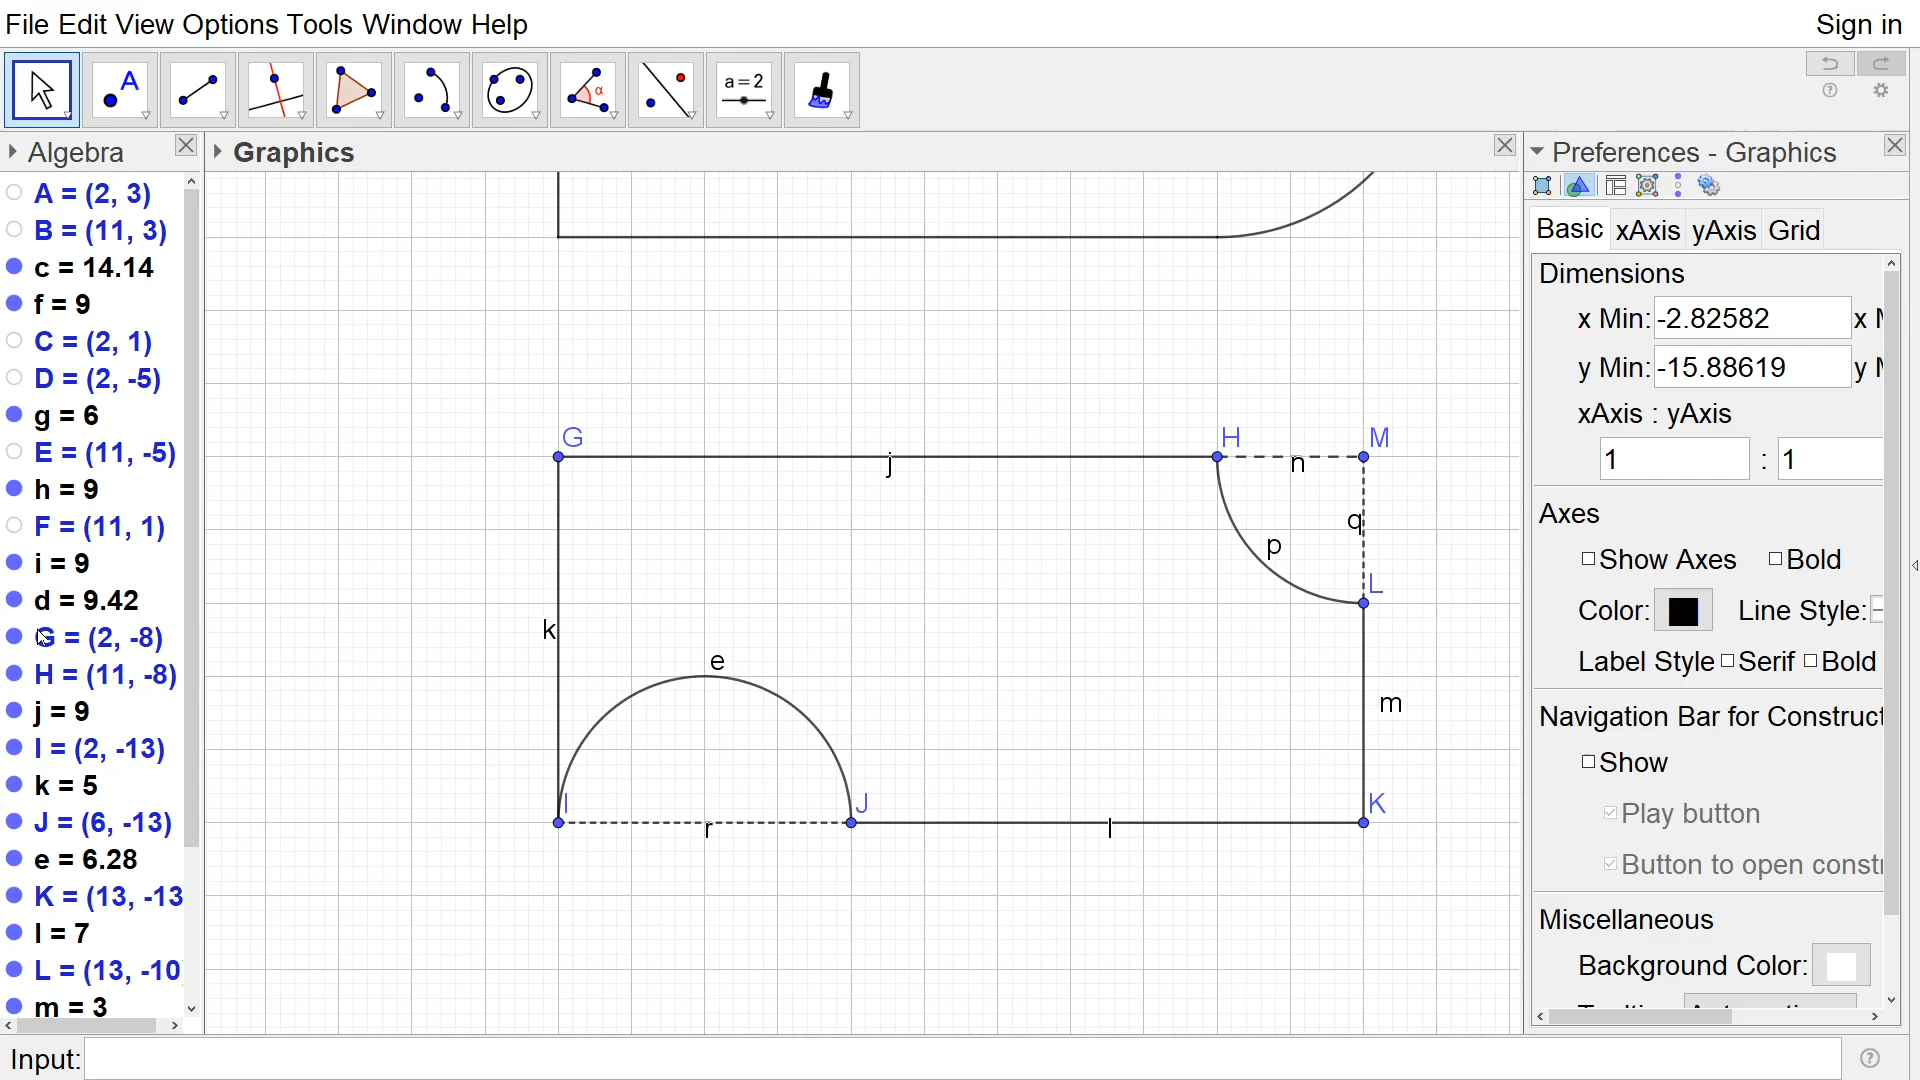 File Edit View Options Tools Window Help
Sign in
A
α
a=2
Algebra
Graphics
Preferences - Graphics
A = (2, 3)
B = (11, 3)
c = 14.14
f = 9
C = (2, 1)
D = (2, -5)
g = 6
E = (11, -5)
h = 9
F = (11, 1)
i = 9
d = 9.42
G = (2, -8)
H = (11, -8)
j = 9
I = (2, -13)
k = 5
J = (6, -13)
e = 6.28
K = (13, -13
l = 7
L = (13, -10
m = 3
G
H
M
j
n
q
p
L
k
e
m
I
J
K
r
l
Basic xAxis yAxis Grid
Dimensions
x Min: -2.82582 x
y Min: -15.88619 y
xAxis : yAxis
1 : 1
Axes
Show Axes Bold
Color: Line Style:
Label Style Serif Bold
Navigation Bar for Construct
Show
Play button
Button to open constr
Miscellaneous
Background Color:
Input: